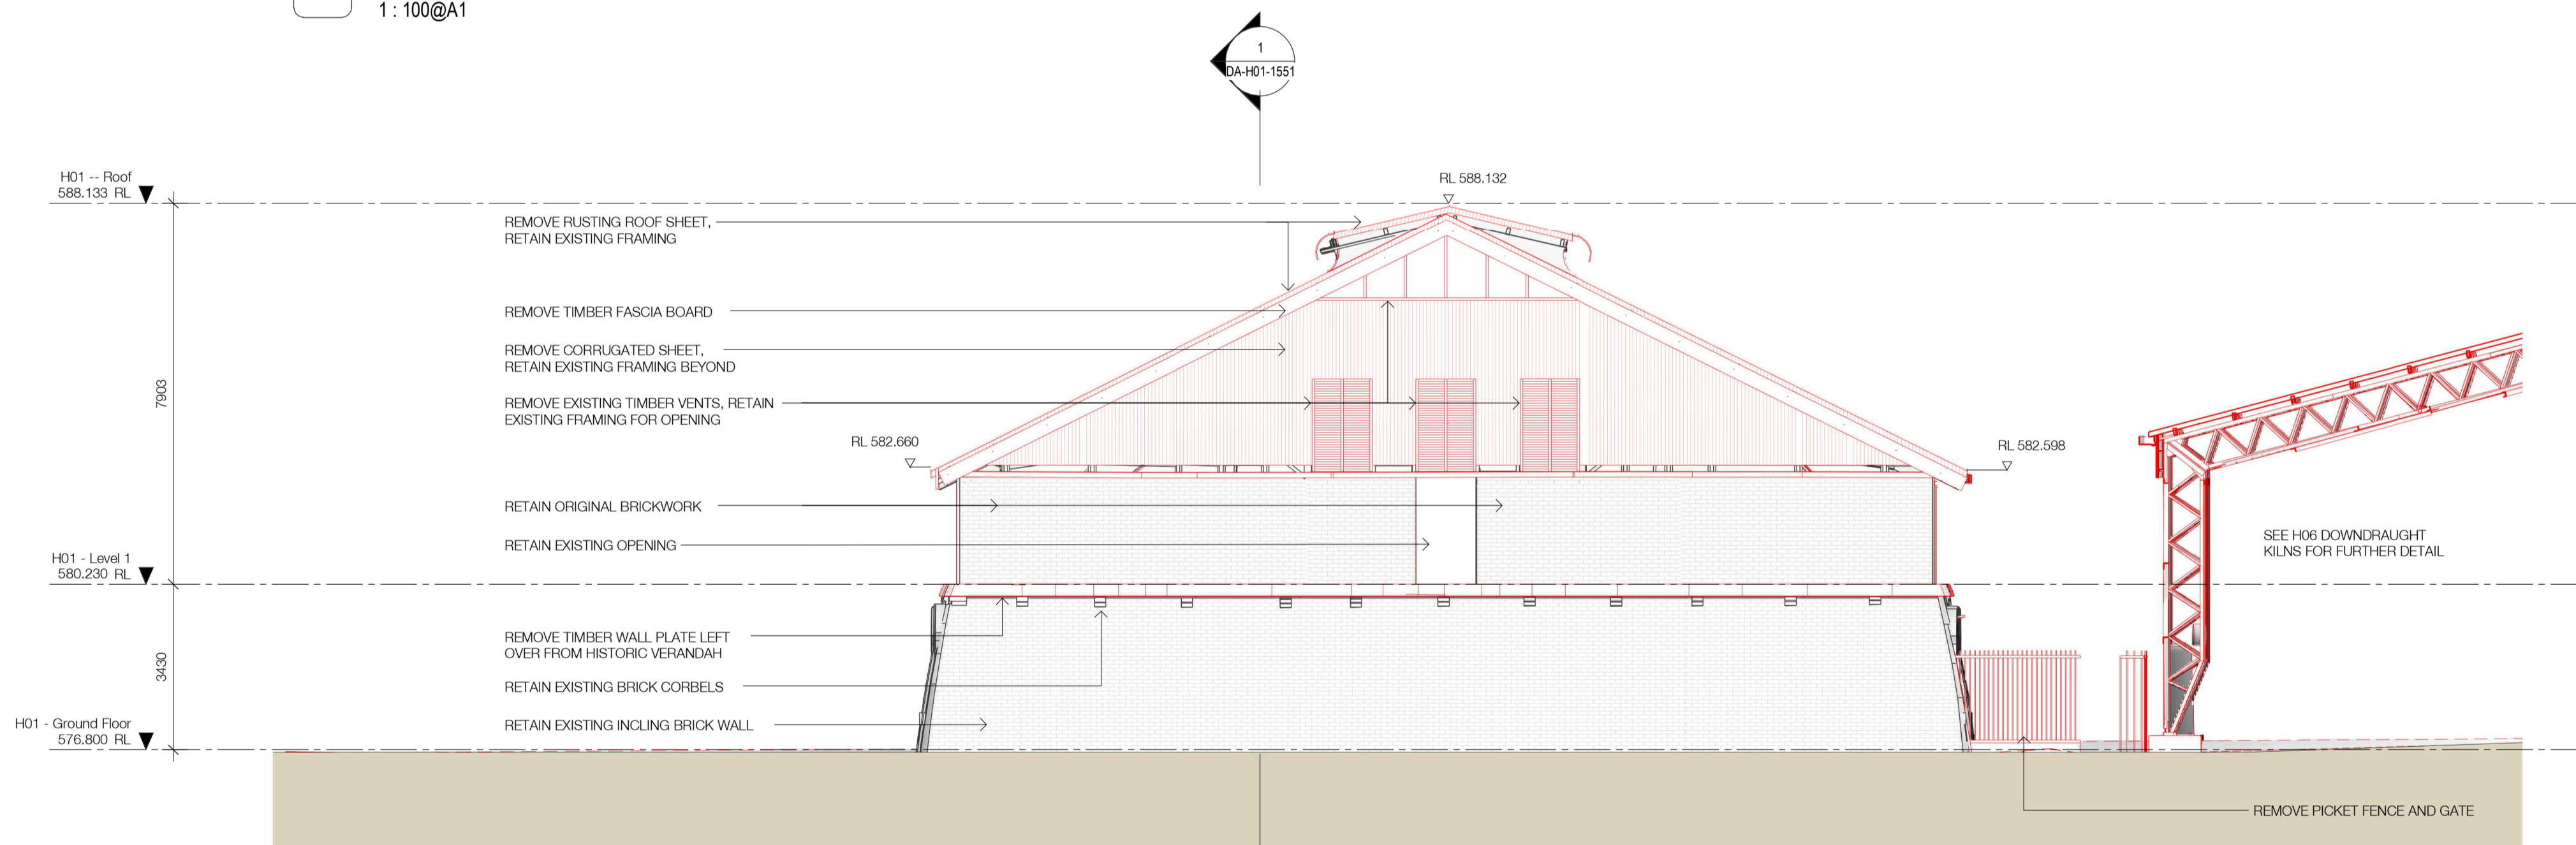 1 : 100@A1
1
DA-H01-1551
H01 -- Roof
588.133 RL
RL 588.132
REMOVE RUSTING ROOF SHEET,
RETAIN EXISTING FRAMING
REMOVE TIMBER FASCIA BOARD
REMOVE CORRUGATED SHEET,
RETAIN EXISTING FRAMING BEYOND
7903
REMOVE EXISTING TIMBER VENTS, RETAIN
EXISTING FRAMING FOR OPENING
RL 582.660
RL 582.598
RETAIN ORIGINAL BRICKWORK
RETAIN EXISTING OPENING
SEE H06 DOWNDRAUGHT
KILNS FOR FURTHER DETAIL
H01 - Level 1
580.230 RL
REMOVE TIMBER WALL PLATE LEFT
OVER FROM HISTORIC VERANDAH
3430
RETAIN EXISTING BRICK CORBELS
RETAIN EXISTING INCLING BRICK WALL
H01 - Ground Floor
576.800 RL
REMOVE PICKET FENCE AND GATE